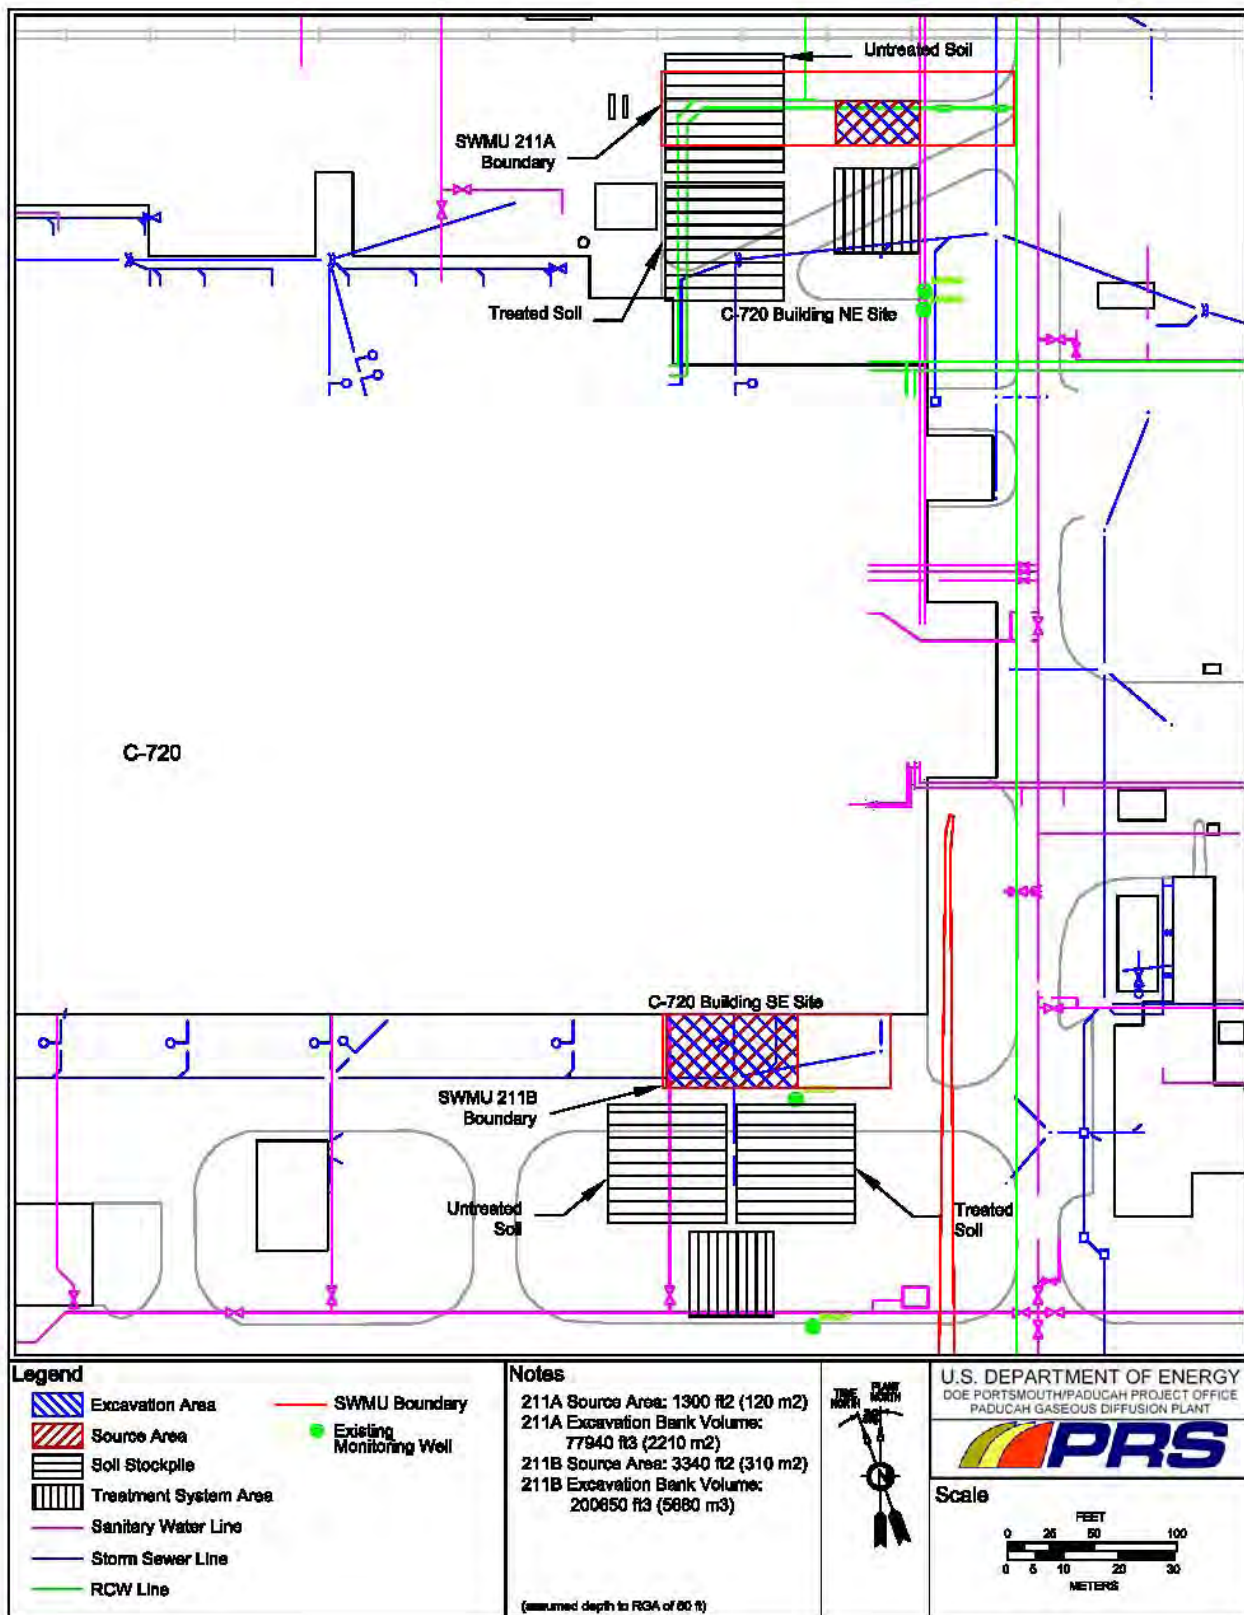 Untreated Soil
SWMU 211A
Boundary
Treated Soil
C-720 Building NE Site
C-720
C-720 Building SE Site
SWMU 211B
Boundary
Untreated
Soil
Treated
Soil
Legend
Excavation Area
Source Area
Soil Stockpile
Treatment System Area
Sanitary Water Line
Storm Sewer Line
RCW Line
SWMU Boundary
Existing
Monitoring Well
Notes
211A Source Area: 1300 ft2 (120 m2)
211A Excavation Bank Volume:
77940 ft3 (2210 m2)
211B Source Area: 3340 ft2 (310 m2)
211B Excavation Bank Volume:
200650 ft3 (5680 m3)
(assumed depth to RGA of 60 ft)
TRUE
NORTH
PLANT
NORTH
N
U.S. DEPARTMENT OF ENERGY
DOE PORTSMOUTH/PADUCAH PROJECT OFFICE
PADUCAH GASEOUS DIFFUSION PLANT
PRS
Scale
FEET
0 25 50 100
0 5 10 20 30
METERS